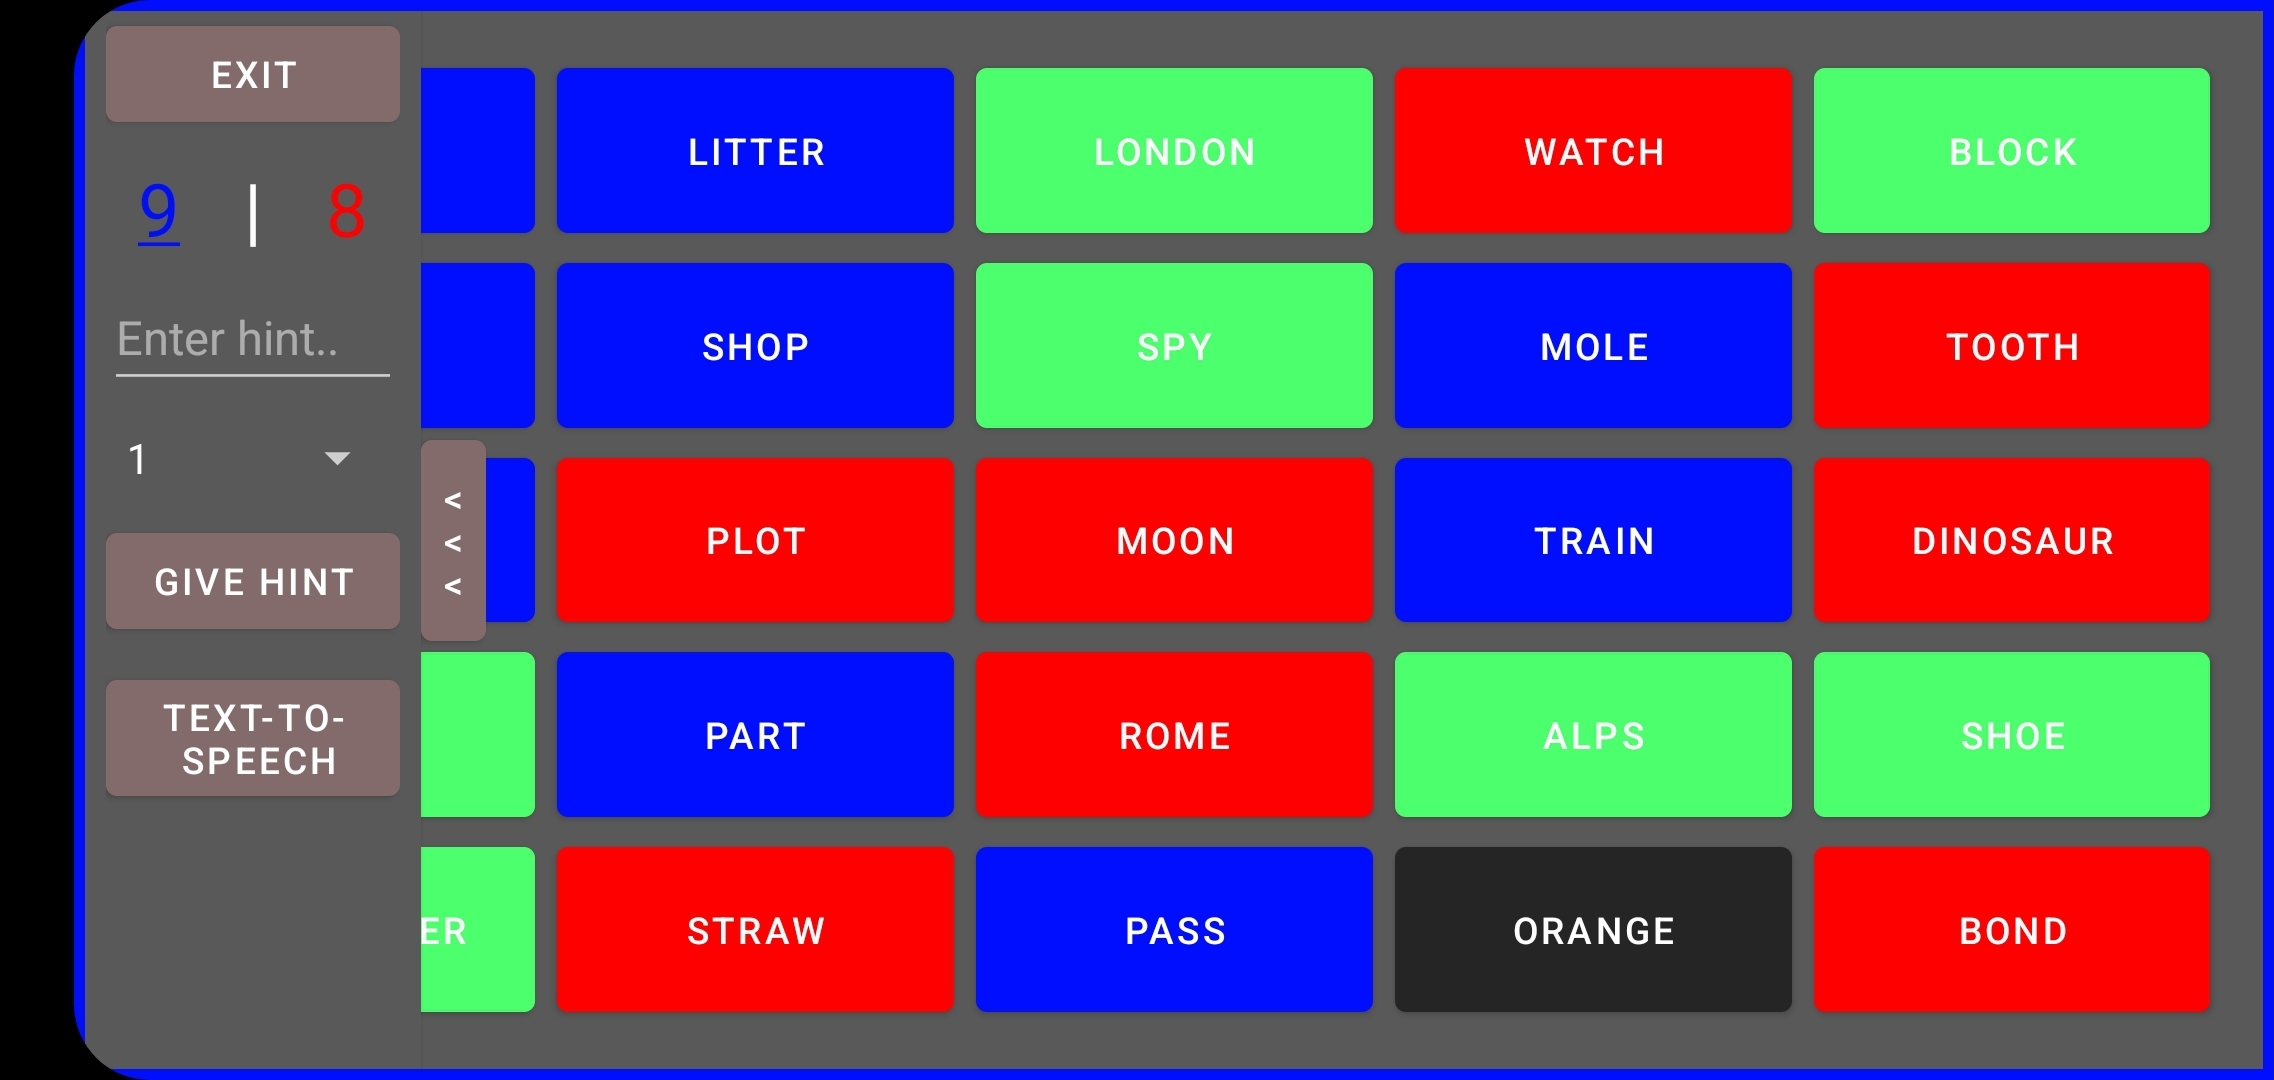 EXIT
9 | 8
Enter hint..
1
GIVE HINT
TEXT-TO-
SPEECH
<
<
<
LITTER LONDON WATCH BLOCK
SHOP SPY MOLE TOOTH
PLOT MOON TRAIN DINOSAUR
PART ROME ALPS SHOE
ER STRAW PASS ORANGE BOND